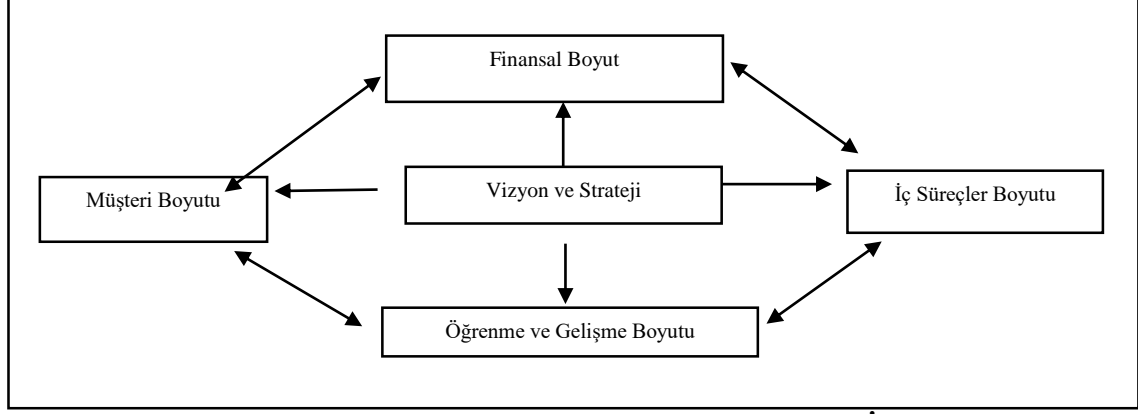 Finansal Boyut
Müşteri Boyutu
Vizyon ve Strateji
İç Süreçler Boyutu
Öğrenme ve Gelişme Boyutu